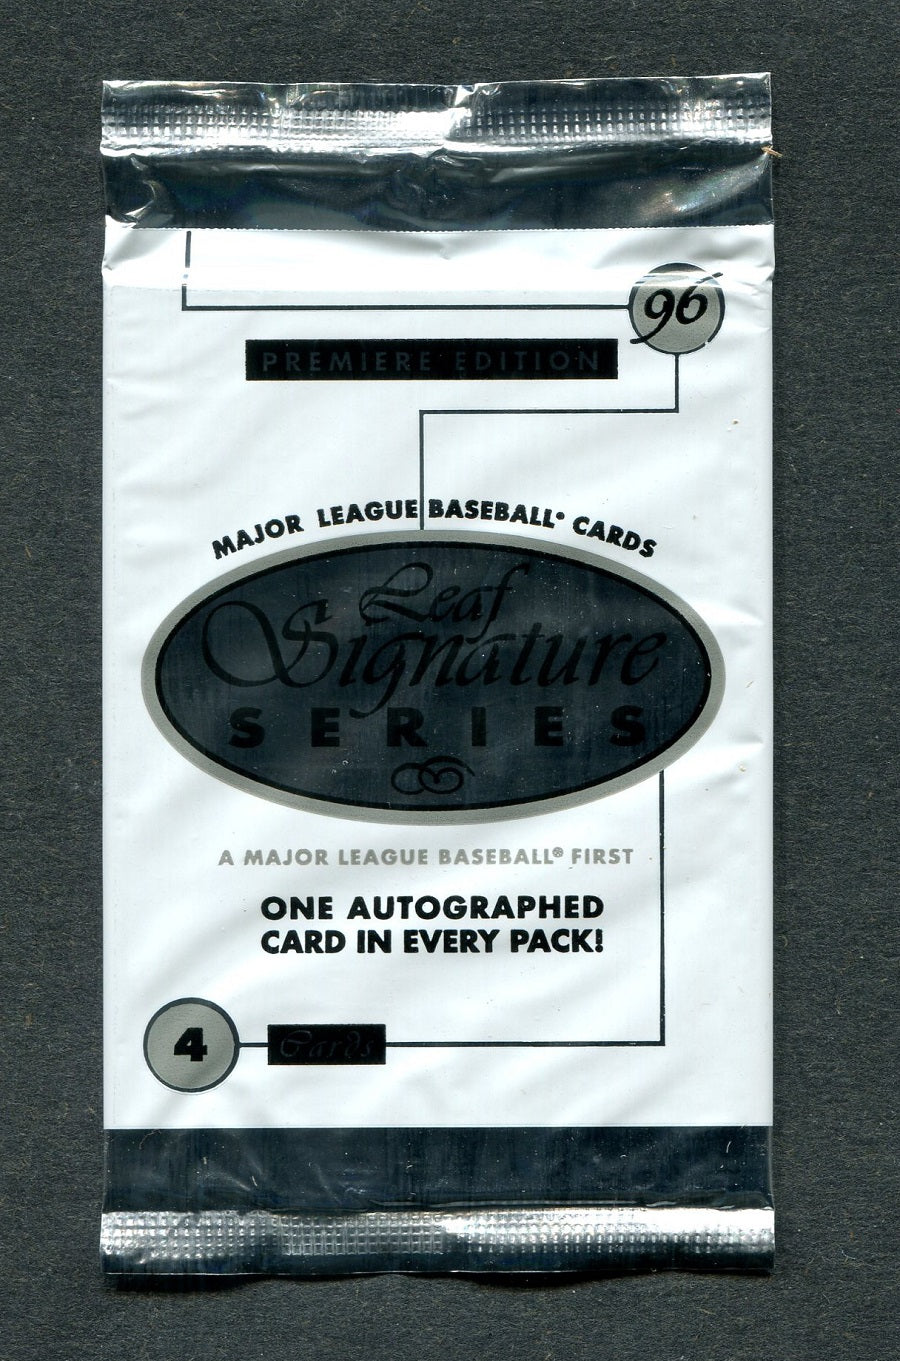 96
PREMIERE EDITION
MAJOR LEAGUE BASEBALL® CARDS
Leaf
Signature
SERIES
A MAJOR LEAGUE BASEBALL® FIRST
ONE AUTOGRAPHED
CARD IN EVERY PACK!
4 Cards